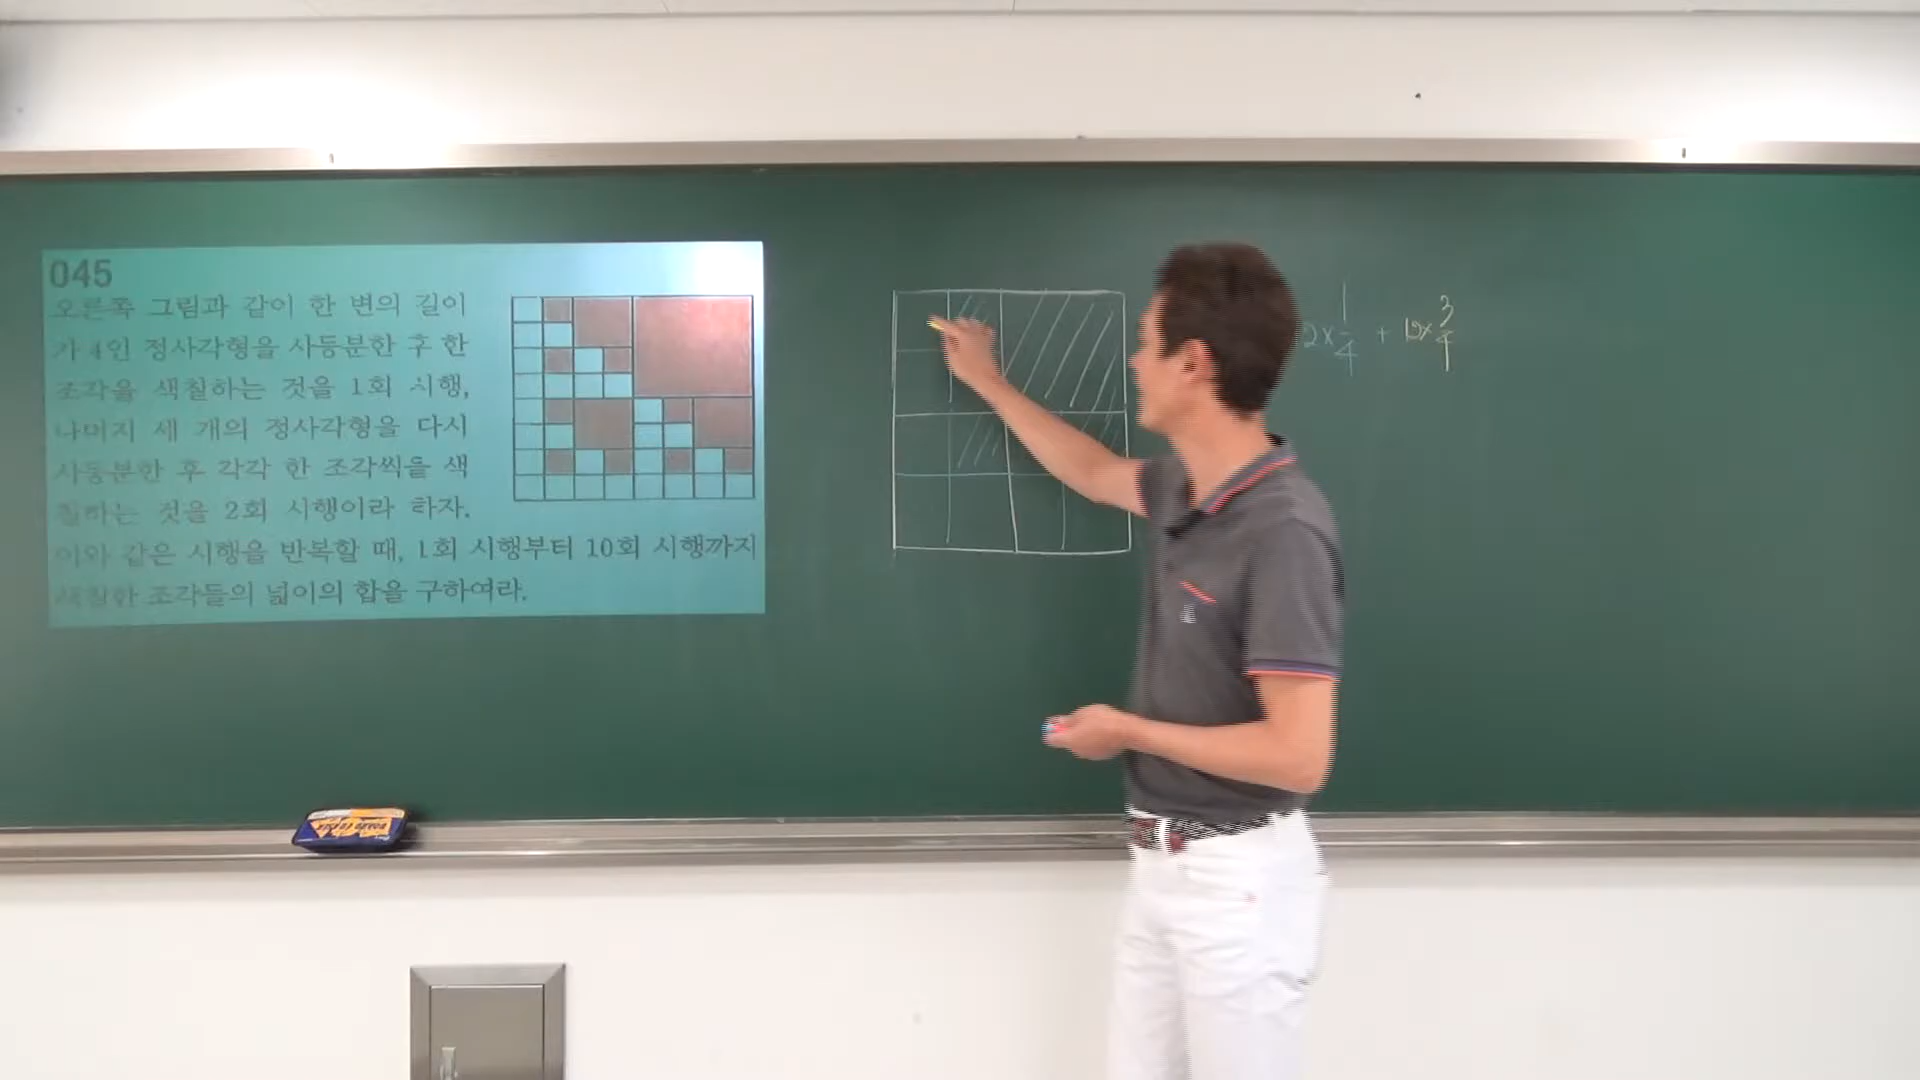 045
오른쪽 그림과 같이 한 변의 길이
가 4인 정사각형을 사등분한 후 한
조각을 색칠하는 것을 1회 시행,
나머지 세 개의 정사각형을 다시
사등분한 후 각각 한 조각씩을 색
칠하는 것을 2회 시행이라 하자.
이와 같은 시행을 반복할 때, 1회 시행부터 10회 시행까지
색칠한 조각들의 넓이의 합을 구하여라.
2×1/4 + 12×3/4